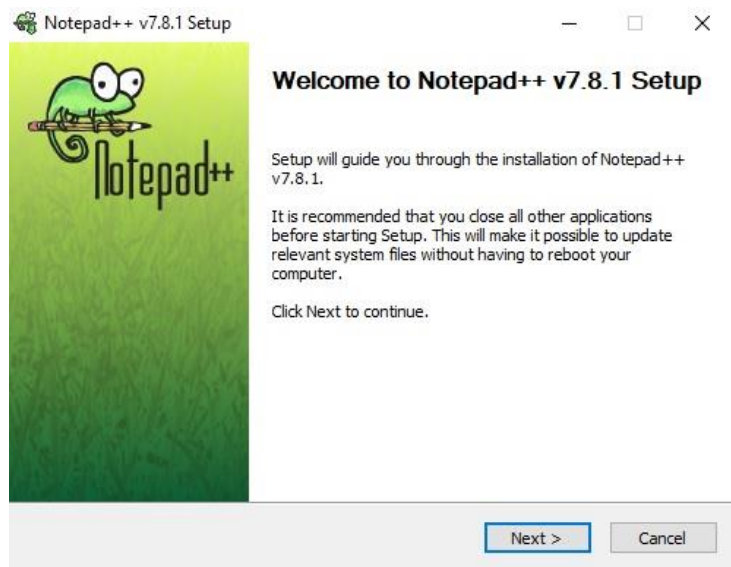 Notepad++ v7.8.1 Setup
Welcome to Notepad++ v7.8.1 Setup
Notepad++
Setup will guide you through the installation of Notepad++
v7.8.1.
It is recommended that you close all other applications
before starting Setup. This will make it possible to update
relevant system files without having to reboot your
computer.
Click Next to continue.
Next >
Cancel